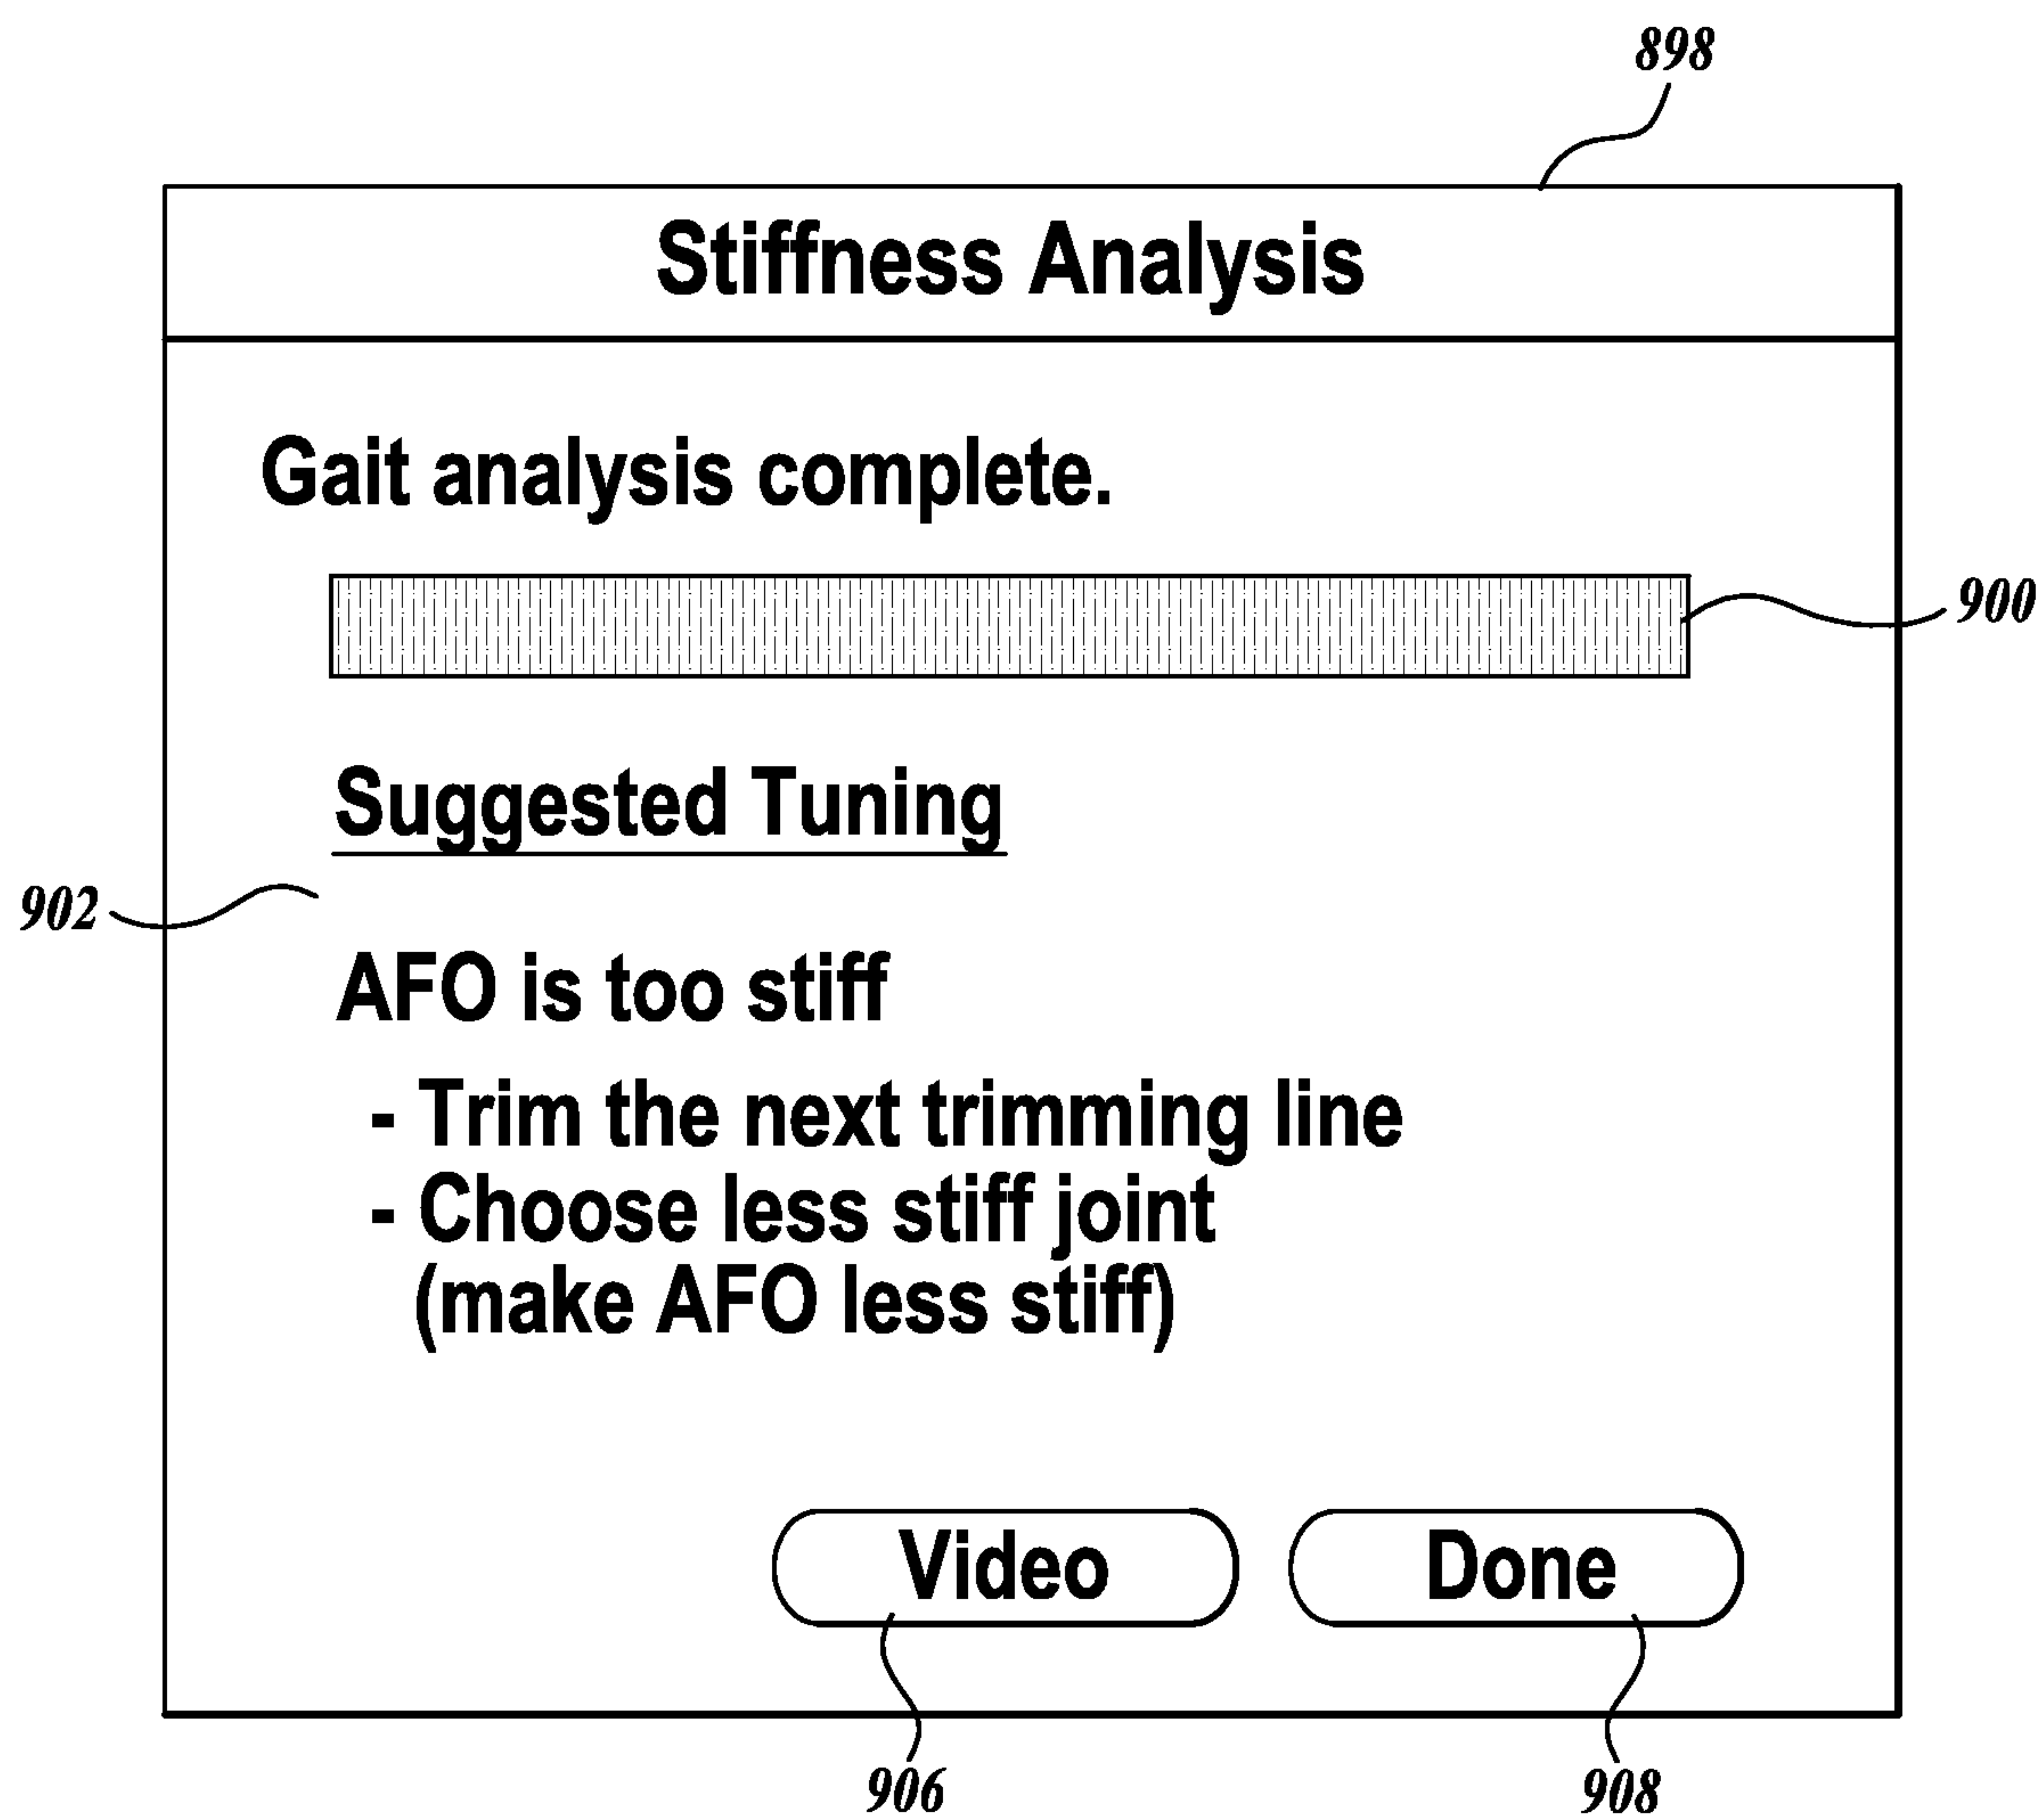 898
Stiffness Analysis
Gait analysis complete.
900
Suggested Tuning
902
AFO is too stiff
- Trim the next trimming line
- Choose less stiff joint
(make AFO less stiff)
Video
Done
906
908